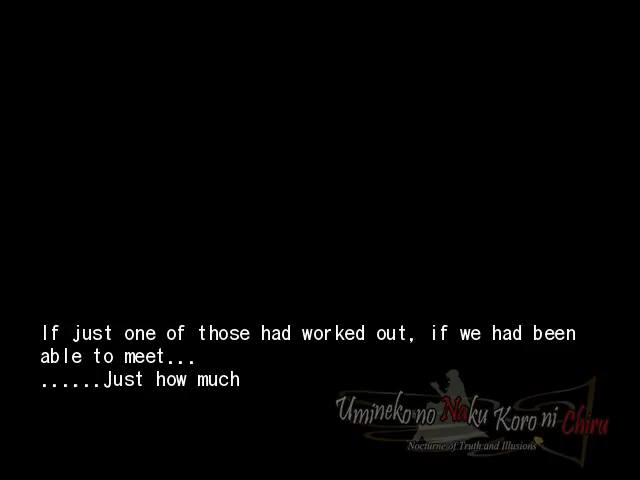 If just one of those had worked out, if we had been
able to meet...
......Just how much
Umineko no Naku Koro ni Chiru
Nocturne of Truth and Illusions